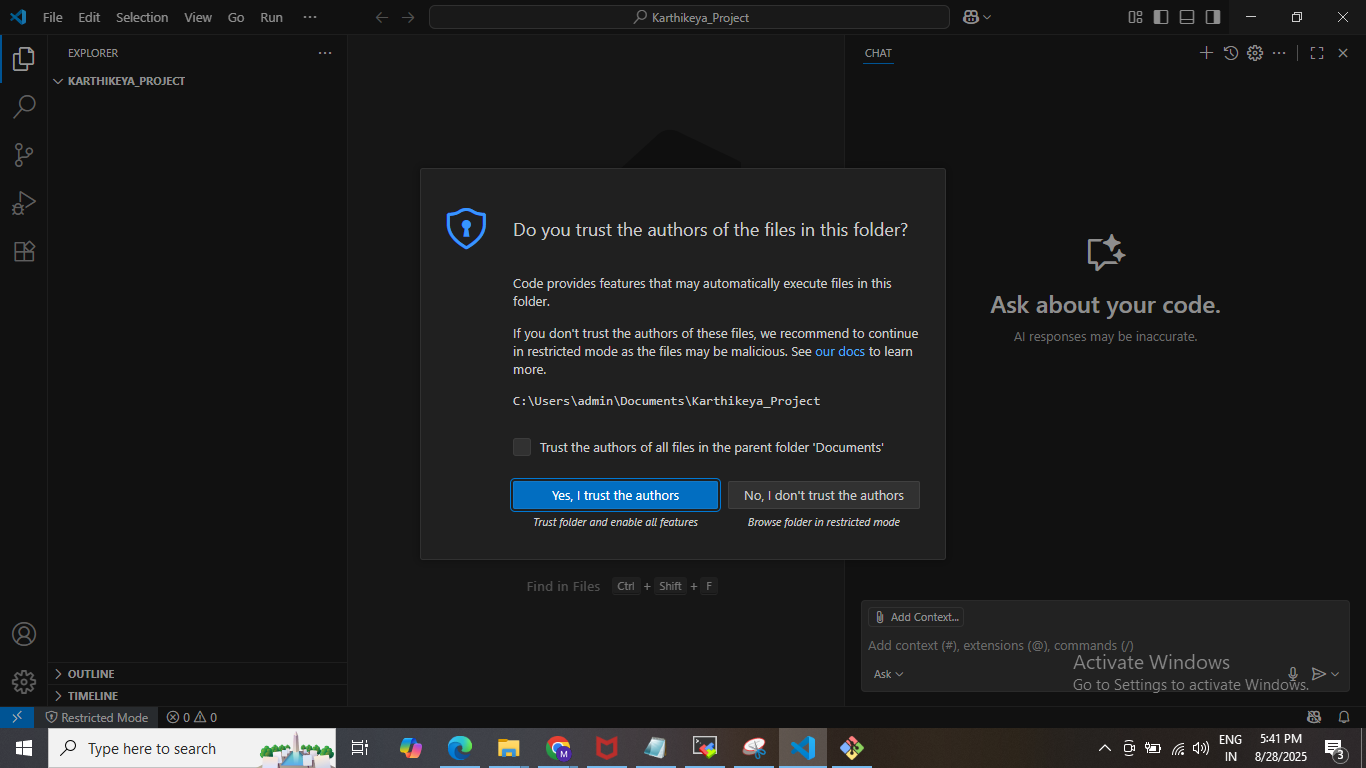 File Edit Selection View Go Run ···
Karthikeya_Project
EXPLORER
KARTHIKEYA_PROJECT
OUTLINE
TIMELINE
CHAT
Ask about your code.
AI responses may be inaccurate.
Do you trust the authors of the files in this folder?
Code provides features that may automatically execute files in this
folder.
If you don't trust the authors of these files, we recommend to continue
in restricted mode as the files may be malicious. See our docs to learn
more.
C:\Users\admin\Documents\Karthikeya_Project
Trust the authors of all files in the parent folder 'Documents'
Yes, I trust the authors
No, I don't trust the authors
Trust folder and enable all features
Browse folder in restricted mode
Find in Files Ctrl + Shift + F
Add Context...
Add context (#), extensions (@), commands (/)
Ask
Activate Windows
Go to Settings to activate Windows.
Restricted Mode 0 0
Type here to search
M
ENG
IN
5:41 PM
8/28/2025
3